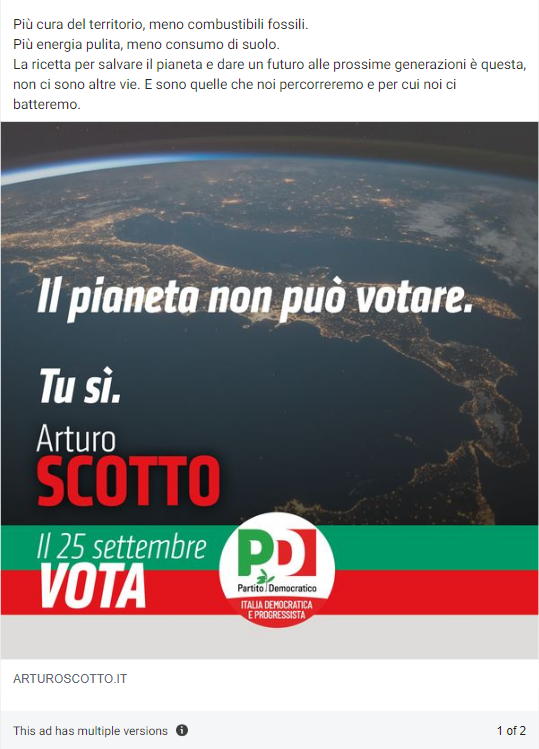 Più cura del territorio, meno combustibili fossili.
Più energia pulita, meno consumo di suolo.
La ricetta per salvare il pianeta e dare un futuro alle prossime generazioni è questa,
non ci sono altre vie. E sono quelle che noi percorreremo e per cui noi ci
batteremo.
Il pianeta non può votare.
Tu sì.
Arturo
SCOTTO
Il 25 settembre
VOTA
PD
Partito Democratico
ITALIA DEMOCRATICA
E PROGRESSISTA
ARTUROSCOTTO.IT
This ad has multiple versions
1 of 2